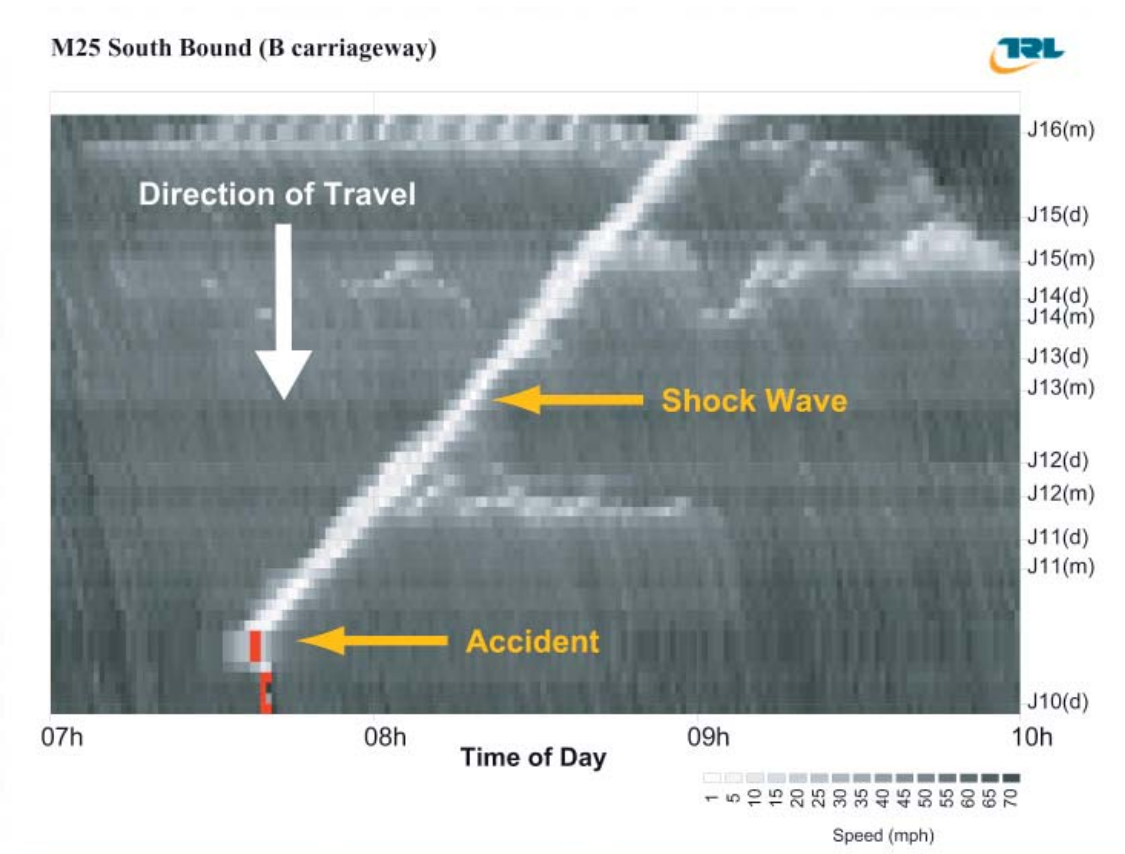 M25 South Bound (B carriageway)
TRL
J16(m)
Direction of Travel
J15(d)
J15(m)
J14(d)
J14(m)
J13(d)
J13(m)
Shock Wave
J12(d)
J12(m)
J11(d)
J11(m)
Accident
J10(d)
07h 08h 09h 10h
Time of Day
1 5 10 15 20 25 30 35 40 45 50 55 60 65 70
Speed (mph)